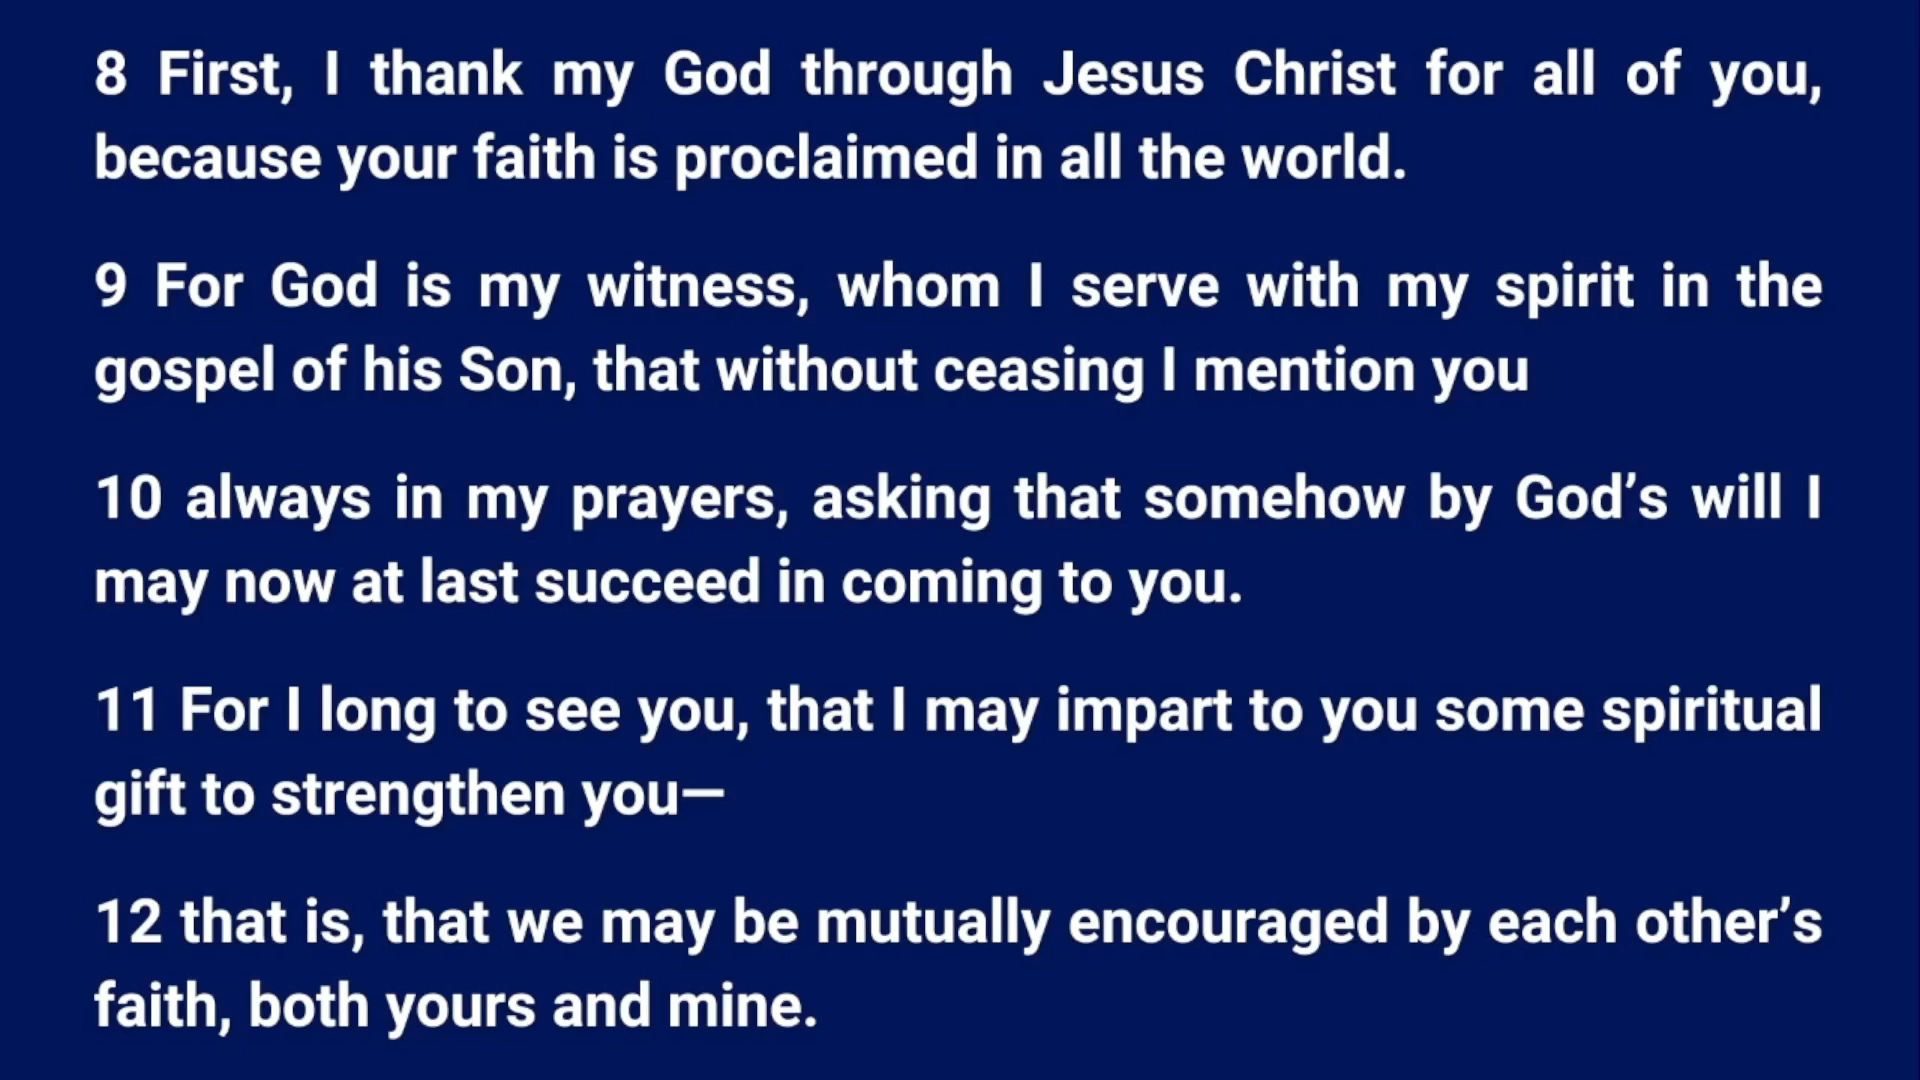 8 First, I thank my God through Jesus Christ for all of you,
because your faith is proclaimed in all the world.
9 For God is my witness, whom I serve with my spirit in the
gospel of his Son, that without ceasing I mention you
10 always in my prayers, asking that somehow by God’s will I
may now at last succeed in coming to you.
11 For I long to see you, that I may impart to you some spiritual
gift to strengthen you—
12 that is, that we may be mutually encouraged by each other’s
faith, both yours and mine.